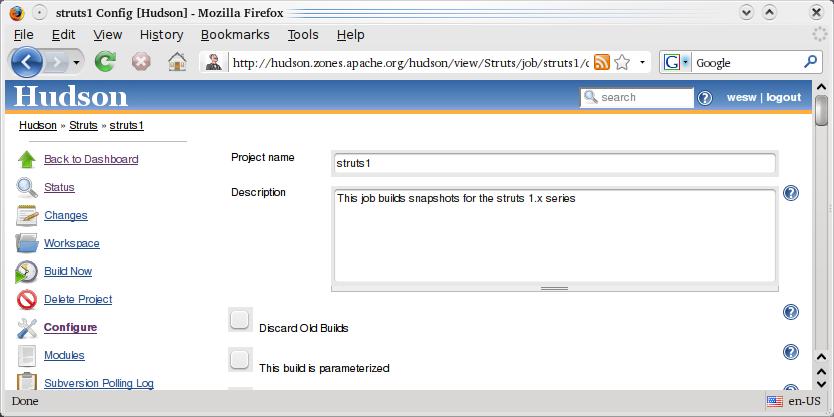 struts1 Config [Hudson] - Mozilla Firefox
File Edit View History Bookmarks Tools Help
http://hudson.zones.apache.org/hudson/view/Struts/job/struts1/c
G Google
Hudson
search
? wesw | logout
Hudson » Struts » struts1
Back to Dashboard
Status
Changes
Workspace
Build Now
Delete Project
Configure
Modules
Subversion Polling Log
Project name
struts1
Description
?
This job builds snapshots for the struts 1.x series
Discard Old Builds
?
This build is parameterized
?
Done
en-US